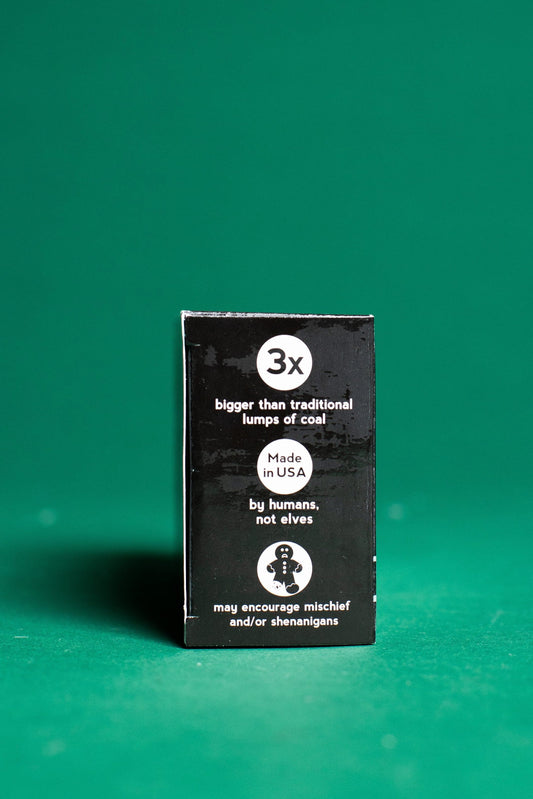 3x
bigger than traditional
lumps of coal
Made
in USA
by humans,
not elves
may encourage mischief
and/or shenanigans